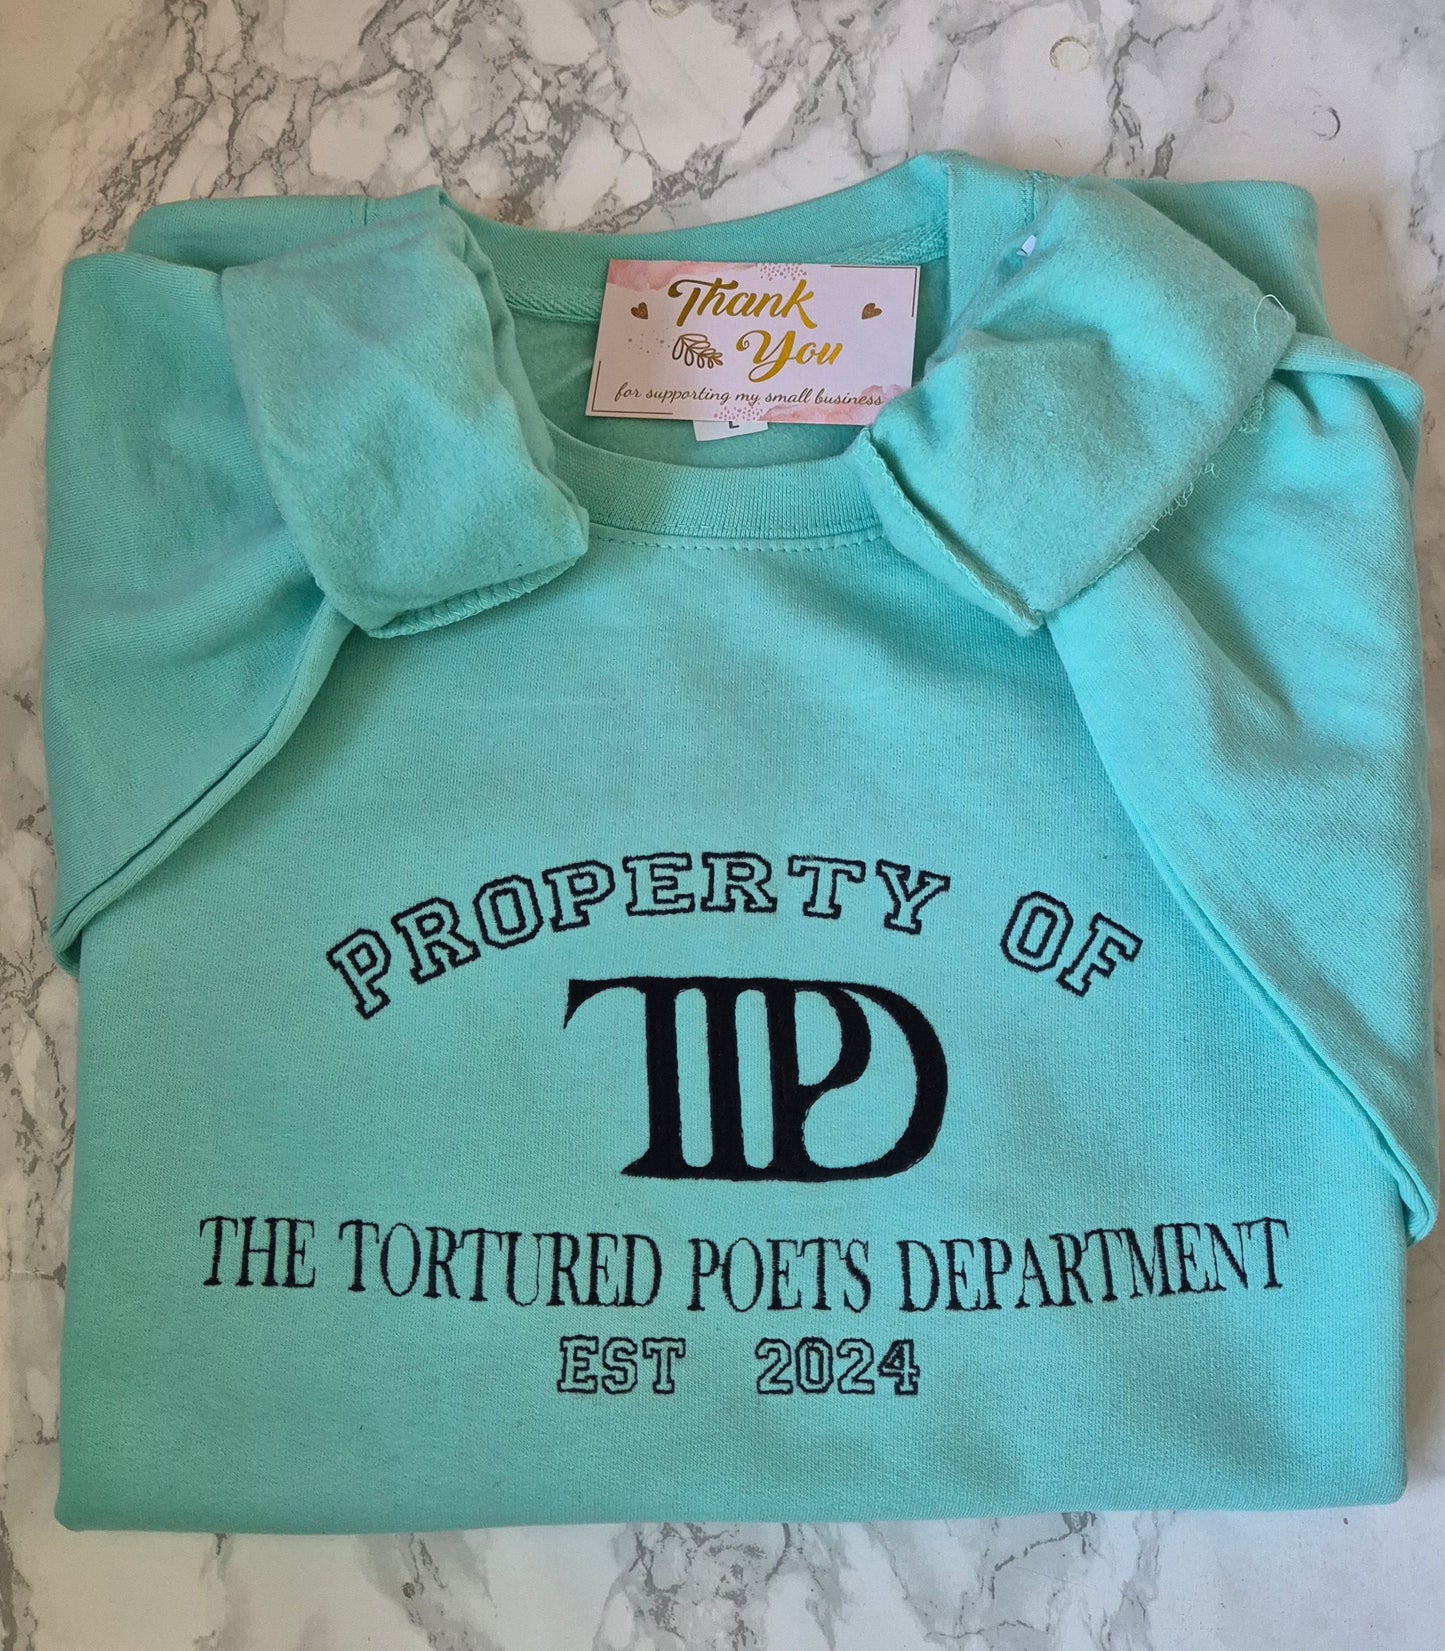 Thank
You
for supporting my small business
L
PROPERTY OF
TTPD
THE TORTURED POETS DEPARTMENT
EST 2024